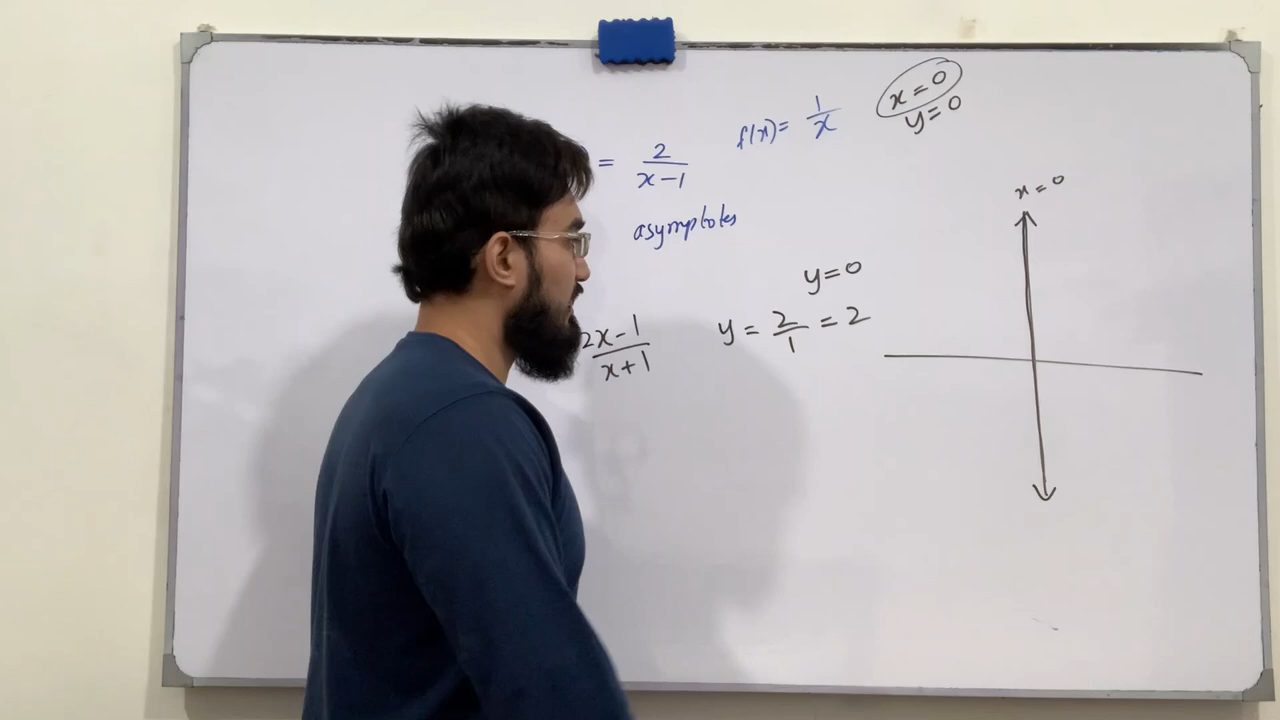 = 2/(x-1)
asymptotes
f(x) = 1/x
x = 0
y = 0
y = 0
2x-1/x+1
y = 2/1 = 2
x = 0